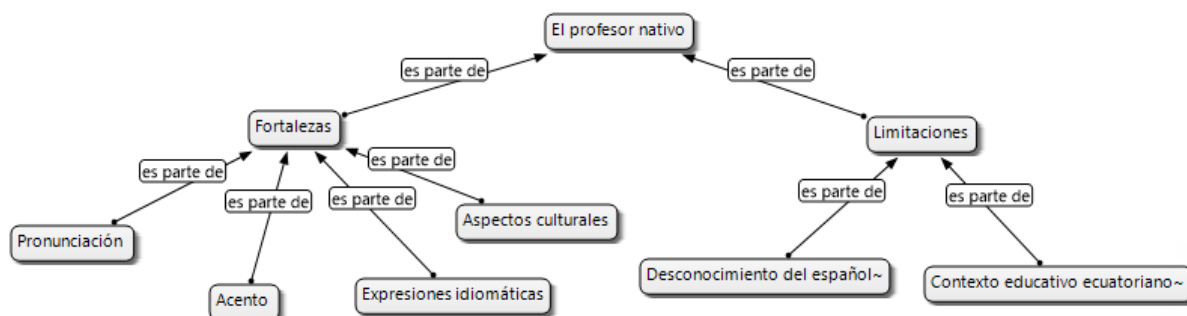 El profesor nativo
es parte de
es parte de
Fortalezas
Limitaciones
es parte de
es parte de
es parte de
es parte de
es parte de
es parte de
Pronunciación
Aspectos culturales
Desconocimiento del español~
Contexto educativo ecuatoriano~
Acento
Expresiones idiomáticas